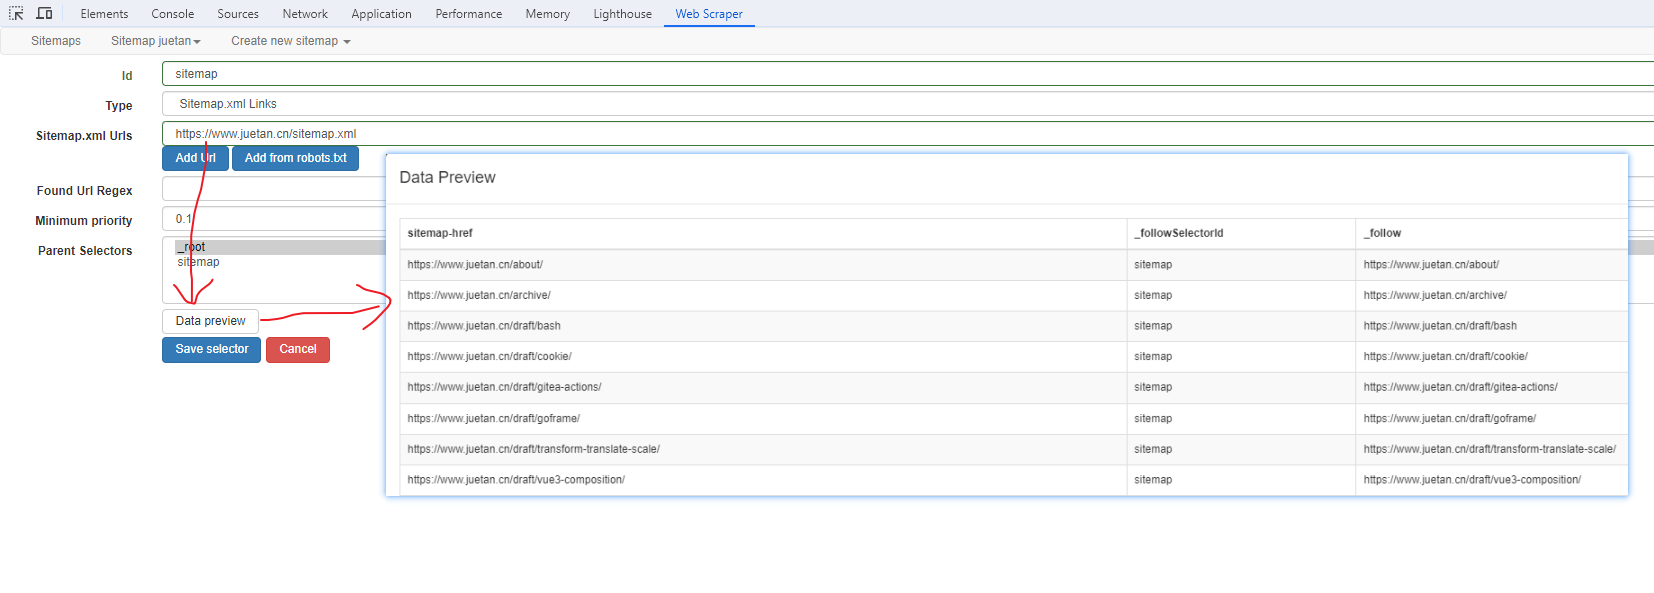 Elements Console Sources Network Application Performance Memory Lighthouse Web Scraper
Sitemaps Sitemap juetan Create new sitemap
Id sitemap
Type Sitemap.xml Links
Sitemap.xml Urls https://www.juetan.cn/sitemap.xml
Add Url Add from robots.txt
Found Url Regex
Minimum priority 0.1
Parent Selectors _root
sitemap
Data preview
Save selector Cancel
Data Preview
sitemap-href _followSelectorId _follow
https://www.juetan.cn/about/ sitemap https://www.juetan.cn/about/
https://www.juetan.cn/archive/ sitemap https://www.juetan.cn/archive/
https://www.juetan.cn/draft/bash sitemap https://www.juetan.cn/draft/bash
https://www.juetan.cn/draft/cookie/ sitemap https://www.juetan.cn/draft/cookie/
https://www.juetan.cn/draft/gitea-actions/ sitemap https://www.juetan.cn/draft/gitea-actions/
https://www.juetan.cn/draft/goframe/ sitemap https://www.juetan.cn/draft/goframe/
https://www.juetan.cn/draft/transform-translate-scale/ sitemap https://www.juetan.cn/draft/transform-translate-scale/
https://www.juetan.cn/draft/vue3-composition/ sitemap https://www.juetan.cn/draft/vue3-composition/